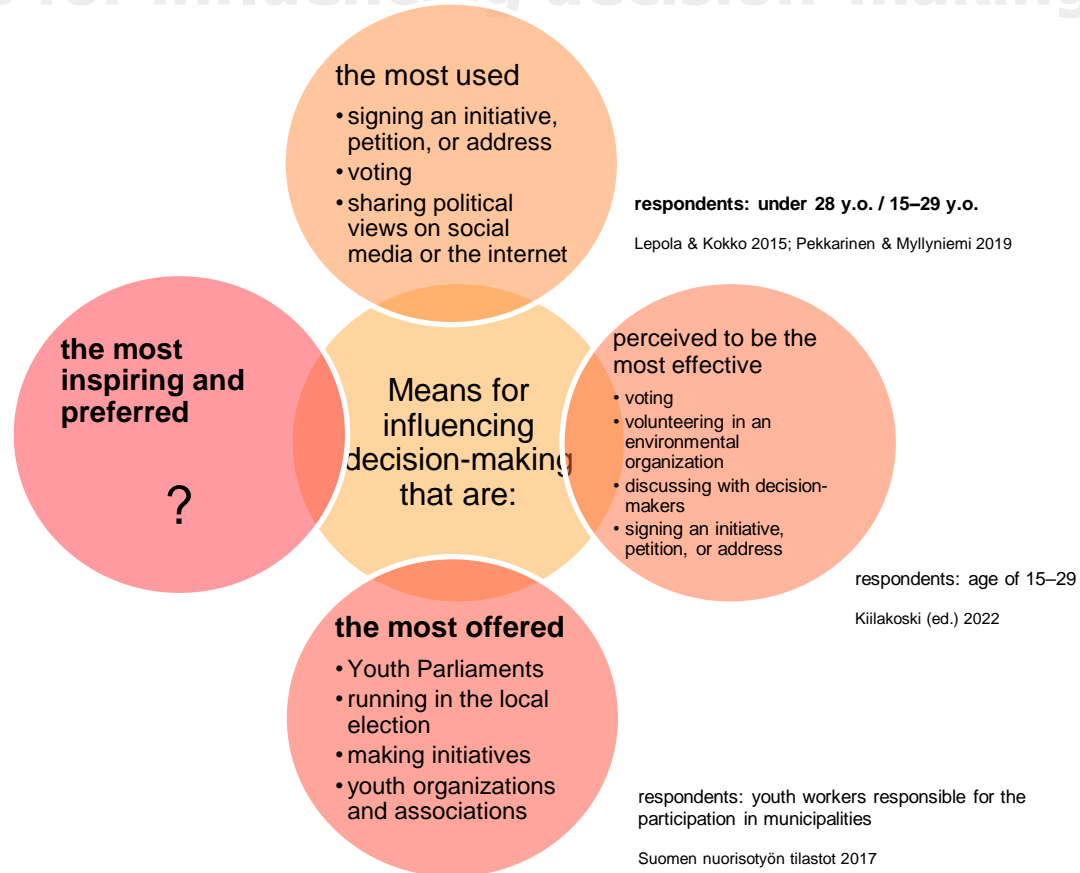 for influencing decision-making
the most used
• signing an initiative,
petition, or address
• voting
• sharing political
views on social
media or the internet
respondents: under 28 y.o. / 15–29 y.o.
Lepola & Kokko 2015; Pekkarinen & Myllyniemi 2019
the most
inspiring and
preferred
?
Means for
influencing
decision-making
that are:
perceived to be the
most effective
• voting
• volunteering in an
environmental
organization
• discussing with decision-
makers
• signing an initiative,
petition, or address
respondents: age of 15–29
Kiilakoski (ed.) 2022
the most offered
• Youth Parliaments
• running in the local
election
• making initiatives
• youth organizations
and associations
respondents: youth workers responsible for the
participation in municipalities
Suomen nuorisotyön tilastot 2017